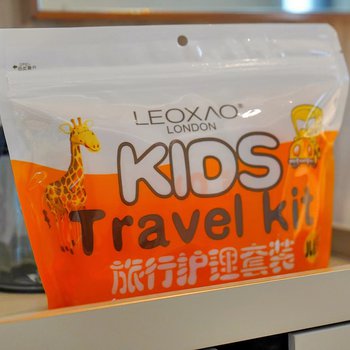 LEOXAO®
LONDON
KIDS
Travel kit
旅行护理套装